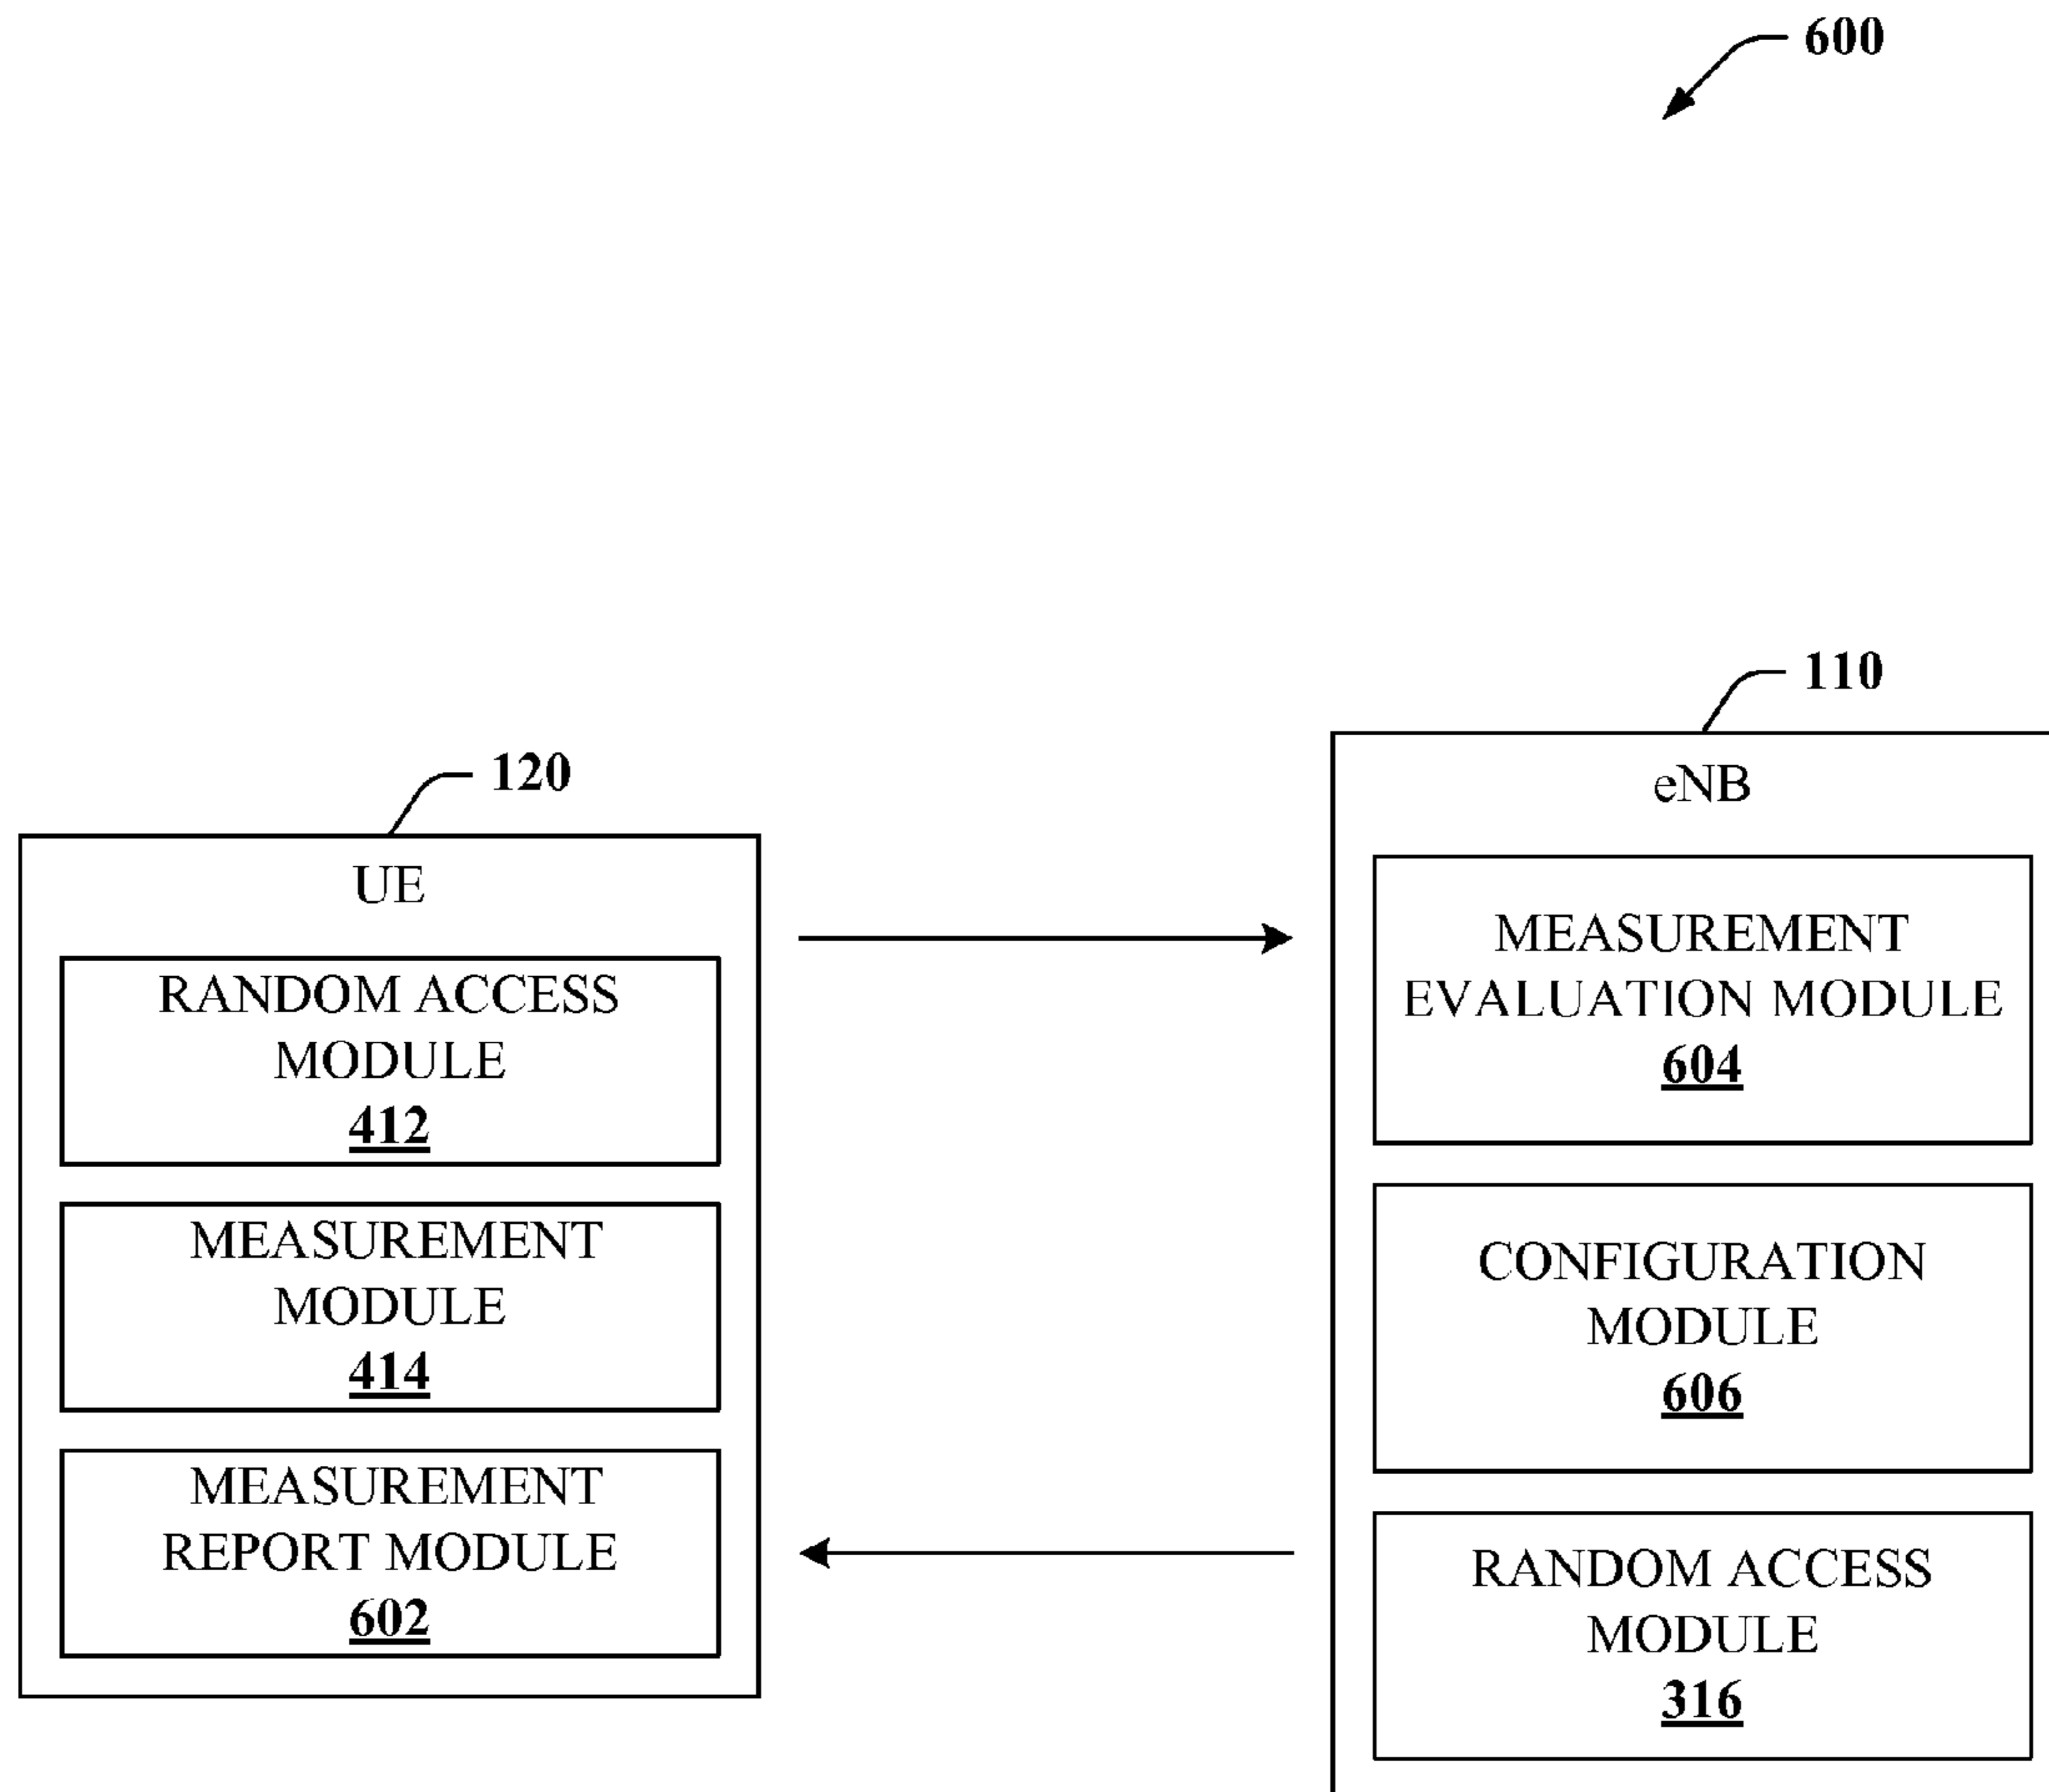 600
110
eNB
MEASUREMENT
EVALUATION MODULE
604
CONFIGURATION
MODULE
606
RANDOM ACCESS
MODULE
316
120
UE
RANDOM ACCESS
MODULE
412
MEASUREMENT
MODULE
414
MEASUREMENT
REPORT MODULE
602